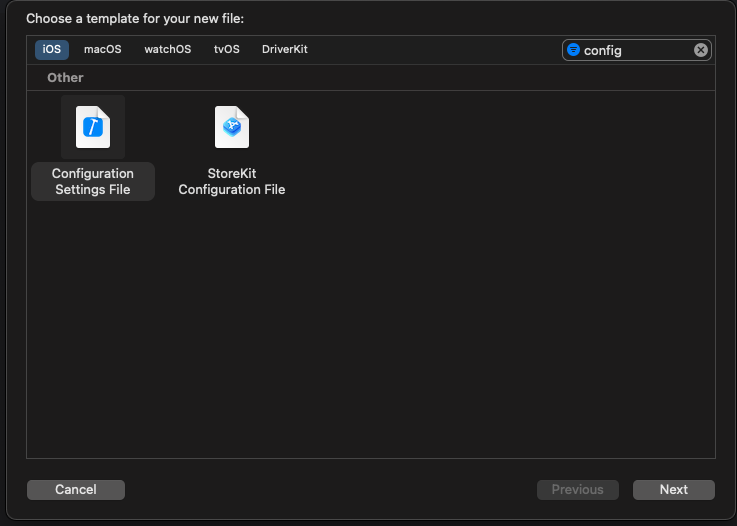 Choose a template for your new file:
iOS macOS watchOS tvOS DriverKit config
Other
Configuration
Settings File
StoreKit
Configuration File
Cancel Previous Next